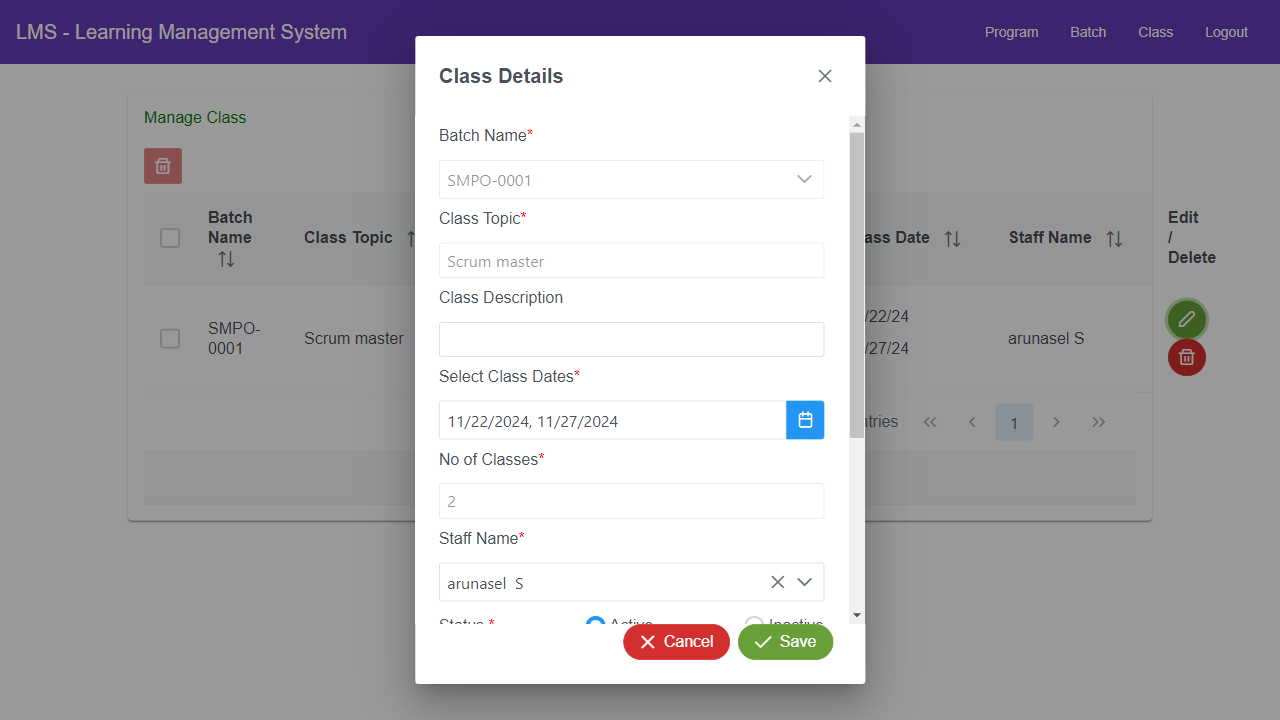 LMS - Learning Management System
Program Batch Class Logout
Class Details
Manage Class
Batch Name*
SMPO-0001
Class Topic*
Scrum master
Class Description
Select Class Dates*
11/22/2024, 11/27/2024
No of Classes*
2
Staff Name*
arunasel S
Status * Active Inactive
Cancel Save
Batch Name
Class Topic
ass Date
Staff Name
Edit / Delete
SMPO-
0001
Scrum master
/22/24
/27/24
arunasel S
ntries << < 1 > >>